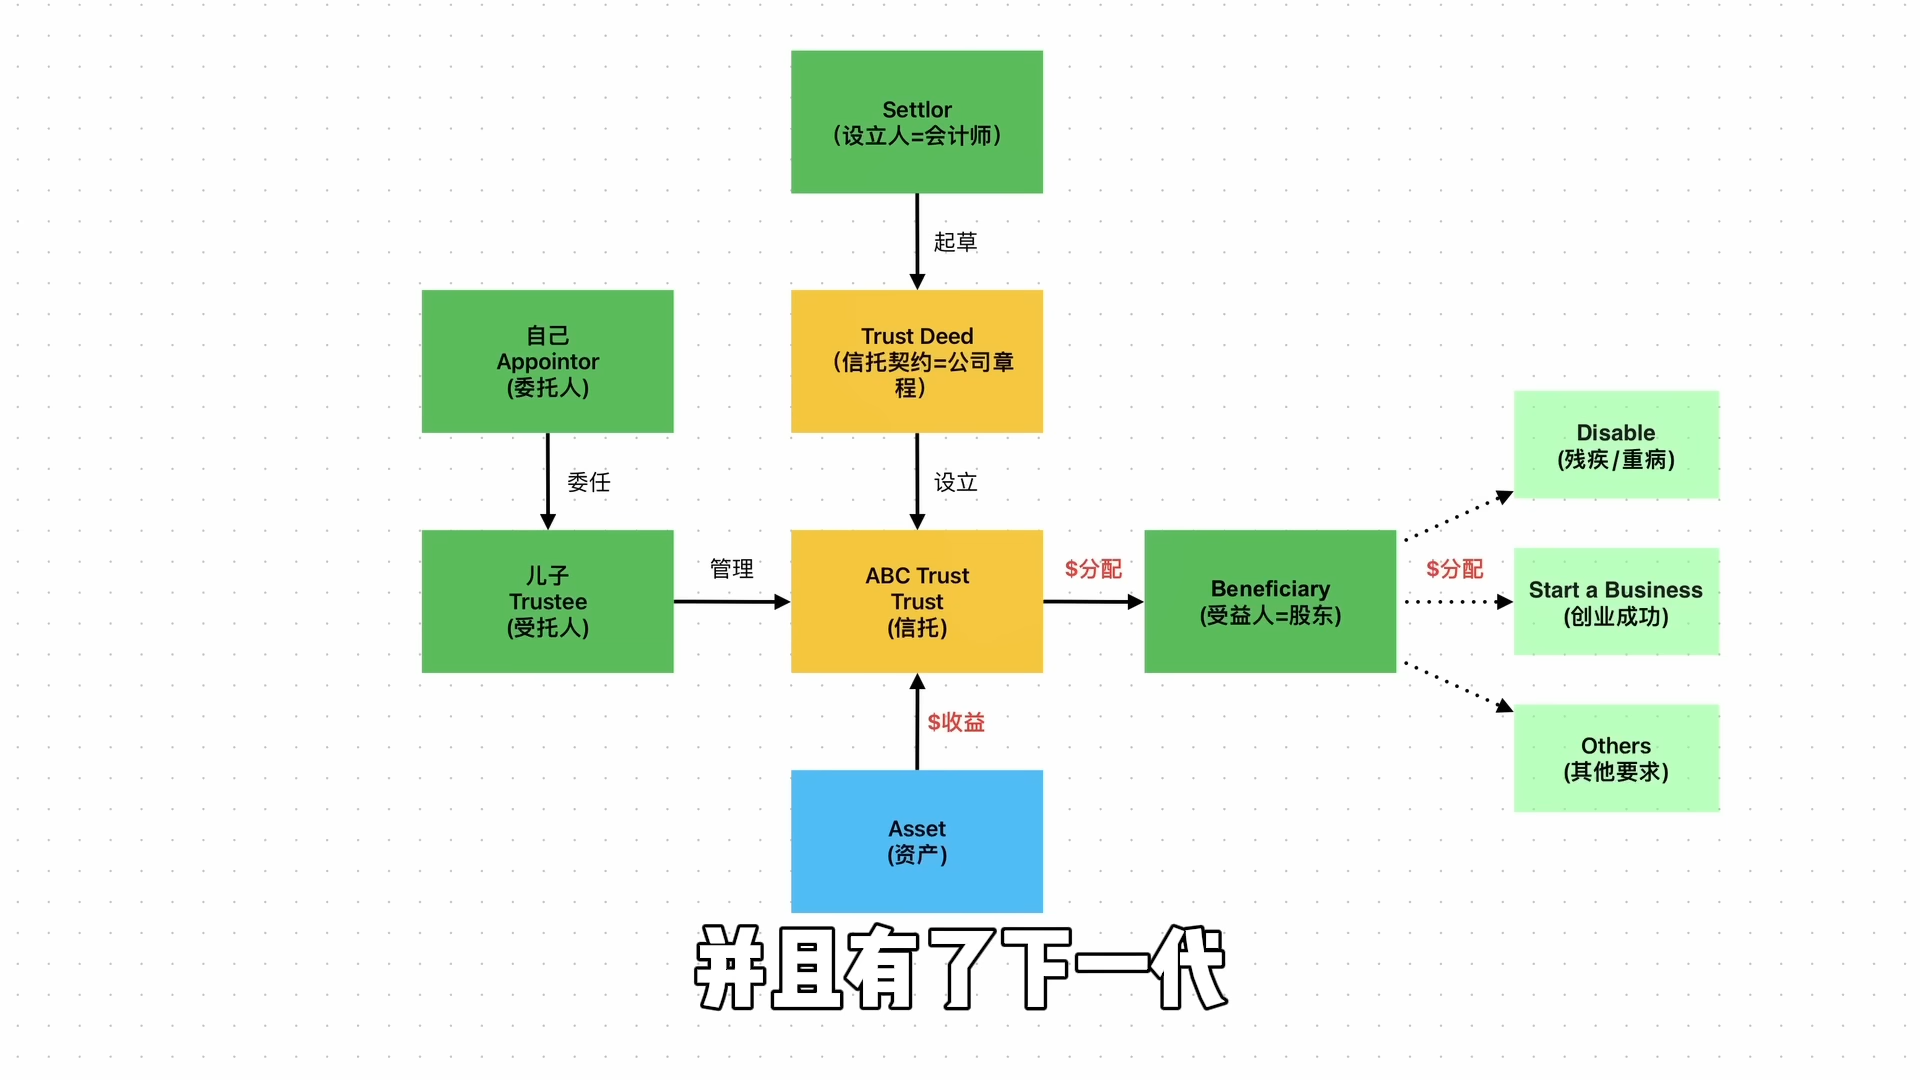 Settlor
（设立人=会计师）
起草
自己
Appointor
(委托人)
Trust Deed
（信托契约=公司章
程）
Disable
(残疾/重病)
委任
设立
儿子
Trustee
(受托人)
管理
ABC Trust
Trust
(信托)
$分配
Beneficiary
(受益人=股东)
$分配
Start a Business
(创业成功)
$收益
Others
(其他要求)
Asset
(资产)
并且有了下一代